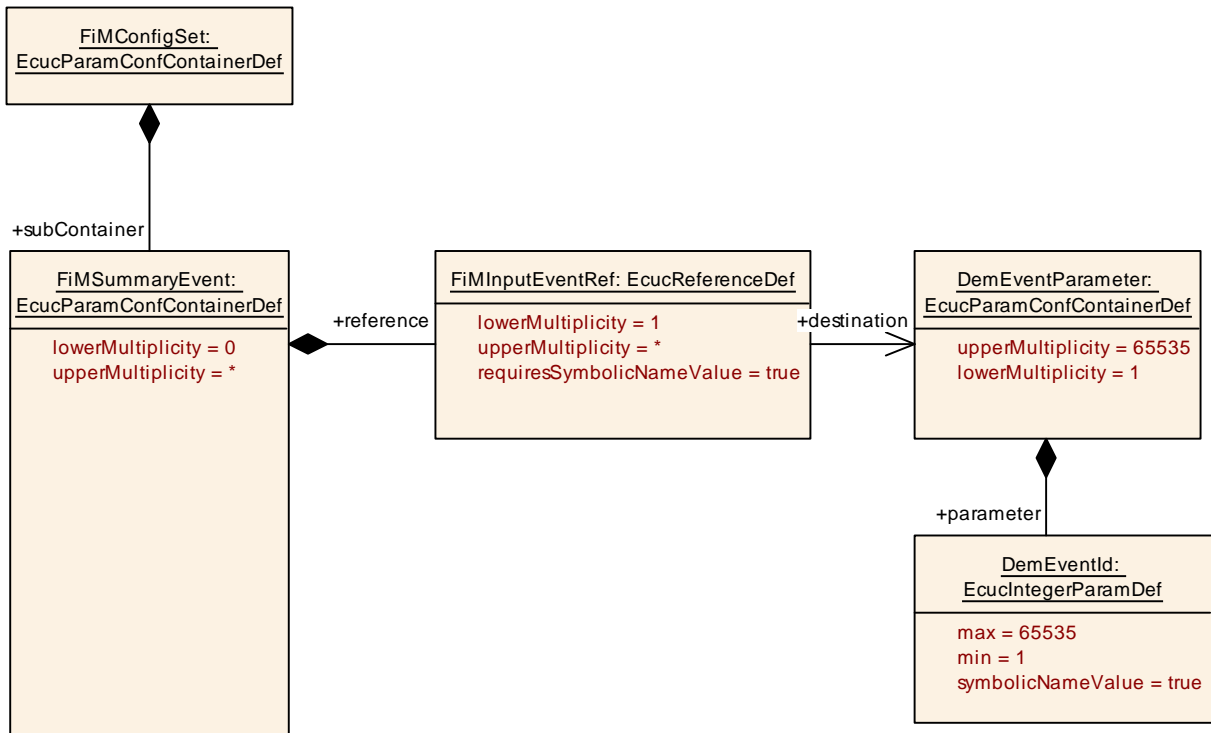 FiMConfigSet:
EcucParamConfContainerDef
+subContainer
FiMSummaryEvent:
EcucParamConfContainerDef
lowerMultiplicity = 0
upperMultiplicity = *
+reference
FiMInputEventRef: EcucReferenceDef
lowerMultiplicity = 1
upperMultiplicity = *
requiresSymbolicNameValue = true
+destination
DemEventParameter:
EcucParamConfContainerDef
upperMultiplicity = 65535
lowerMultiplicity = 1
+parameter
DemEventId:
EcucIntegerParamDef
max = 65535
min = 1
symbolicNameValue = true